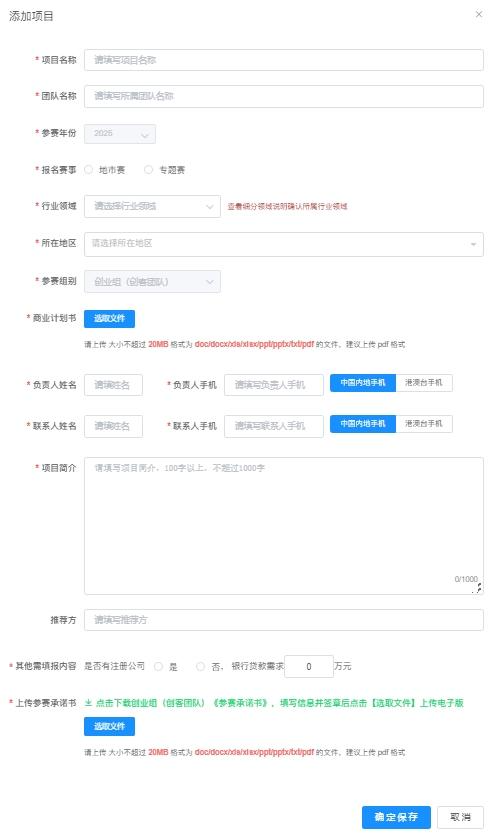 添加项目 ×
* 项目名称 请填写项目名称
* 团队名称 请填写所属团队名称
* 参赛年份 2025
* 报名赛事 地市赛 专题赛
* 行业领域 请选择行业领域 查看细分领域说明确认所属行业领域
* 所在地区 请选择所在地区
* 参赛组别 创业组（创客团队）
* 商业计划书 选取文件
请上传 大小不超过 20MB 格式为 doc/docx/xls/xlsx/ppt/pptx/txt/pdf 的文件，建议上传 pdf 格式
* 负责人姓名 请填姓名 * 负责人手机 请填写负责人手机 中国内地手机 港澳台手机
* 联系人姓名 请填姓名 * 联系人手机 请填写联系人手机 中国内地手机 港澳台手机
* 项目简介 请填写项目简介，100字以上，不超过1000字
0/1000
推荐方 请填写推荐方
* 其他需填报内容 是否有注册公司 是 否， 银行贷款需求 0 万元
* 上传参赛承诺书 点击下载创业组（创客团队）《参赛承诺书》，填写信息并签章后点击【选取文件】上传电子版
选取文件
请上传 大小不超过 20MB 格式为 doc/docx/xls/xlsx/ppt/pptx/txt/pdf 的文件，建议上传 pdf 格式
确定保存 取消